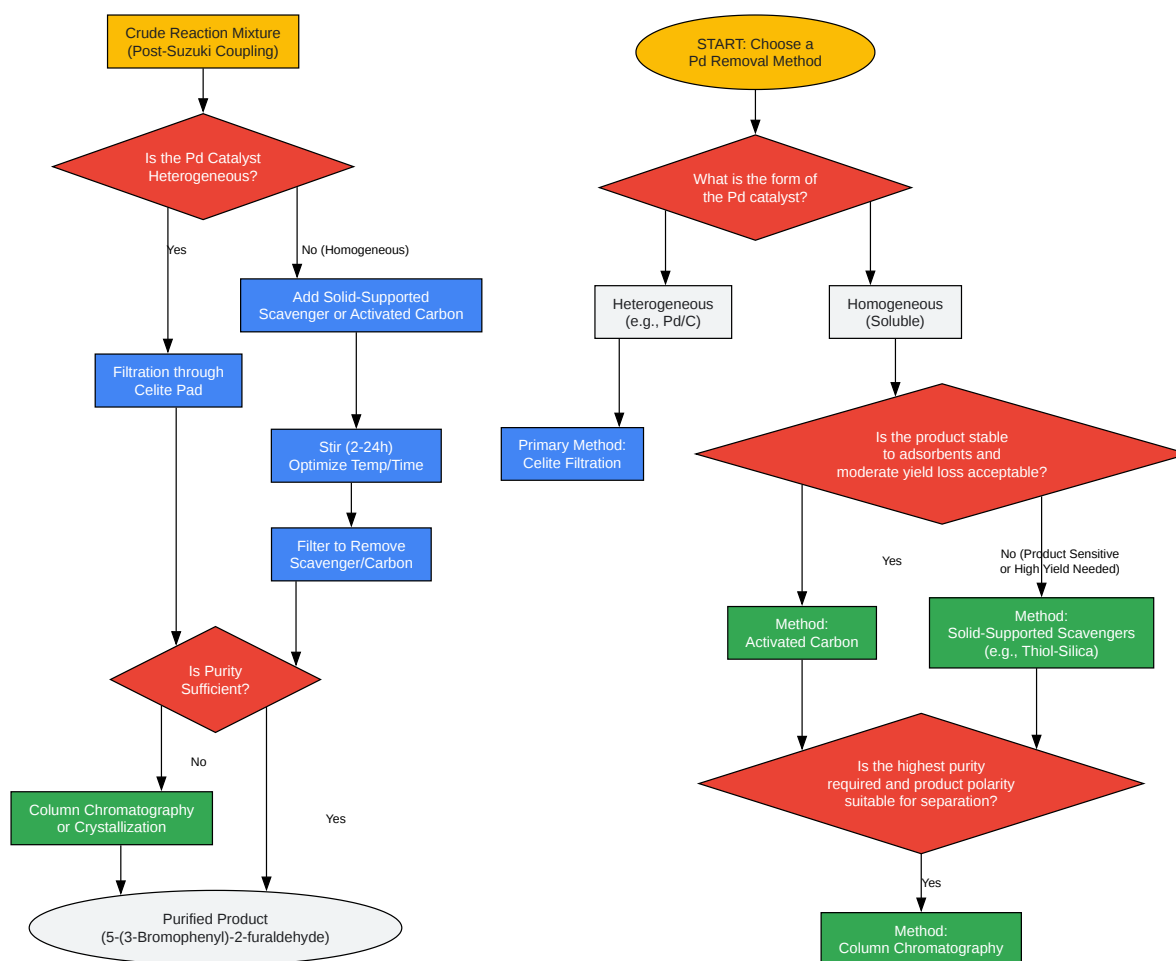 Crude Reaction Mixture
(Post-Suzuki Coupling)
Is the Pd Catalyst
Heterogeneous?
Yes
No (Homogeneous)
Add Solid-Supported
Scavenger or Activated Carbon
Filtration through
Celite Pad
Stir (2-24h)
Optimize Temp/Time
Filter to Remove
Scavenger/Carbon
Is Purity
Sufficient?
No
Column Chromatography
or Crystallization
Yes
Purified Product
(5-(3-Bromophenyl)-2-furaldehyde)
START: Choose a
Pd Removal Method
What is the form of
the Pd catalyst?
Heterogeneous
(e.g., Pd/C)
Homogeneous
(Soluble)
Primary Method:
Celite Filtration
Is the product stable
to adsorbents and
moderate yield loss acceptable?
Yes
No (Product Sensitive
or High Yield Needed)
Method:
Activated Carbon
Method:
Solid-Supported Scavengers
(e.g., Thiol-Silica)
Is the highest purity
required and product polarity
suitable for separation?
Yes
Method:
Column Chromatography